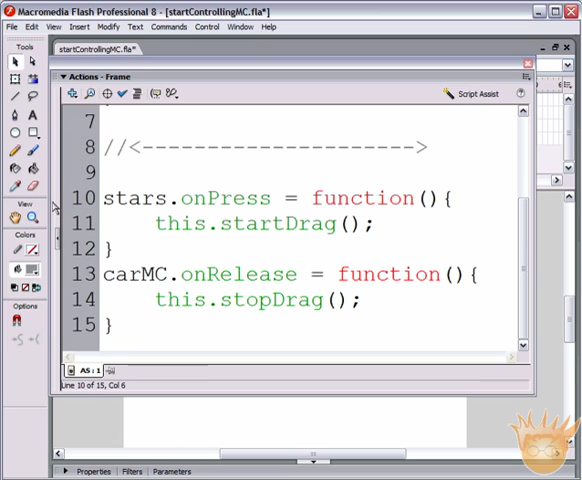 Macromedia Flash Professional 8 - [startControllingMC.fla*]
File Edit View Insert Modify Text Commands Control Window Help
Tools
startControllingMC.fla*
Actions - Frame
Script Assist
7
8 //<--------------------->
9
10 stars.onPress = function(){
11 this.startDrag();
12 }
13 carMC.onRelease = function(){
14 this.stopDrag();
15 }
View
Colors
Options
AS : 1
Line 10 of 15, Col 6
Properties Filters Parameters